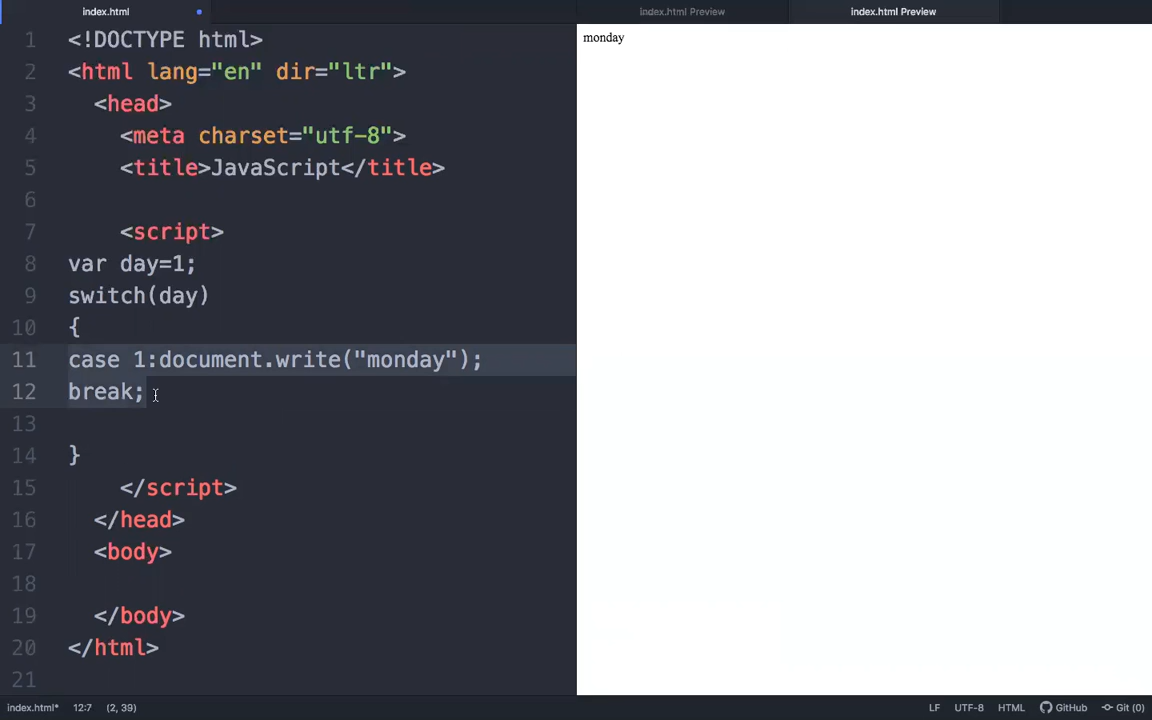 index.html
index.html Preview
index.html Preview
1 <!DOCTYPE html>
2 <html lang="en" dir="ltr">
3 <head>
4 <meta charset="utf-8">
5 <title>JavaScript</title>
6
7 <script>
8 var day=1;
9 switch(day)
10 {
11 case 1:document.write("monday");
12 break;
13
14 }
15 </script>
16 </head>
17 <body>
18
19 </body>
20 </html>
21
monday
index.html* 12:7 (2, 39)
LF UTF-8 HTML GitHub Git (0)